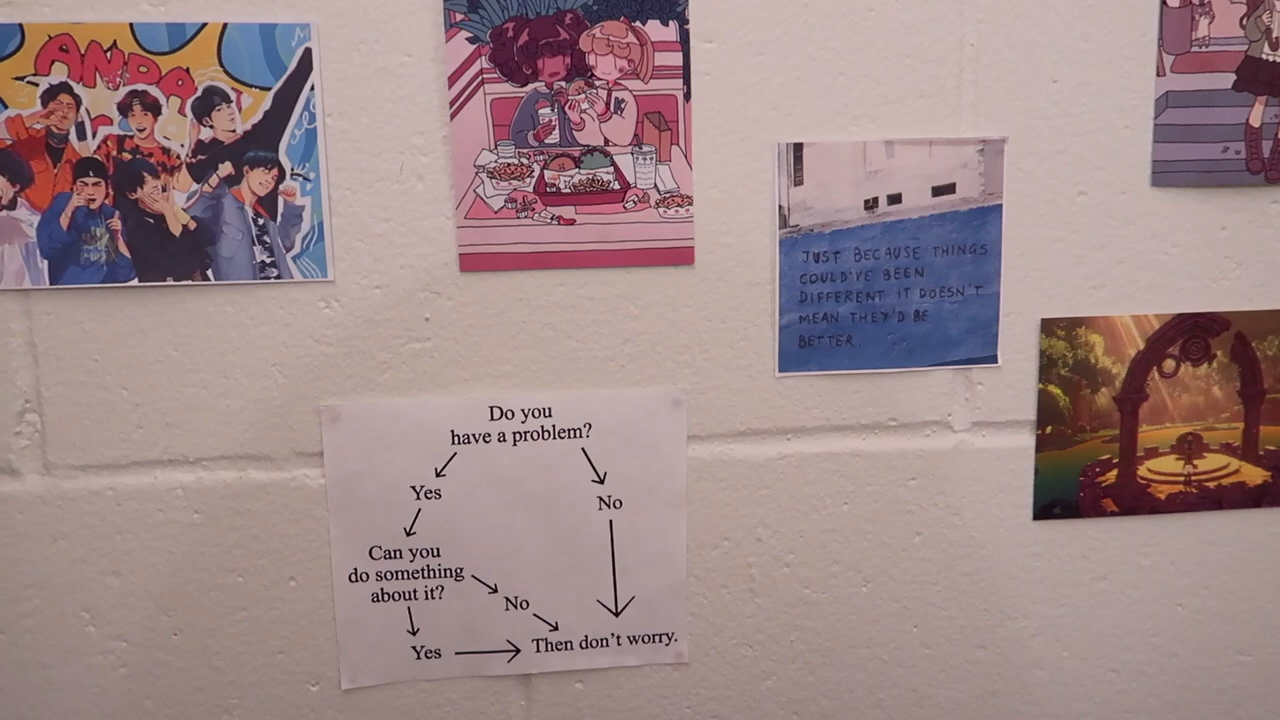 ANPA
JUST BECAUSE THINGS
COULD'VE BEEN
DIFFERENT IT DOESN'T
MEAN THEY'D BE
BETTER.
Do you
have a problem?
Yes
No
Can you
do something
about it?
No
Yes
Then don't worry.